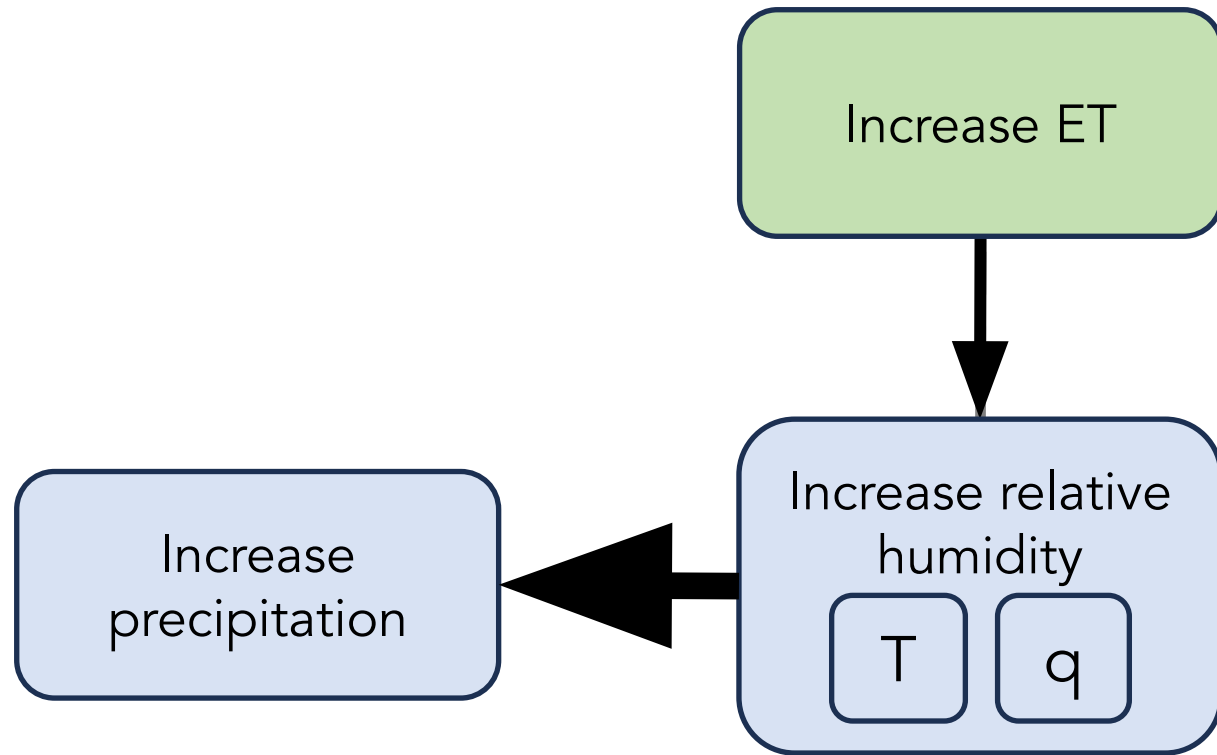 Increase ET
Increase relative
humidity
T q
Increase
precipitation